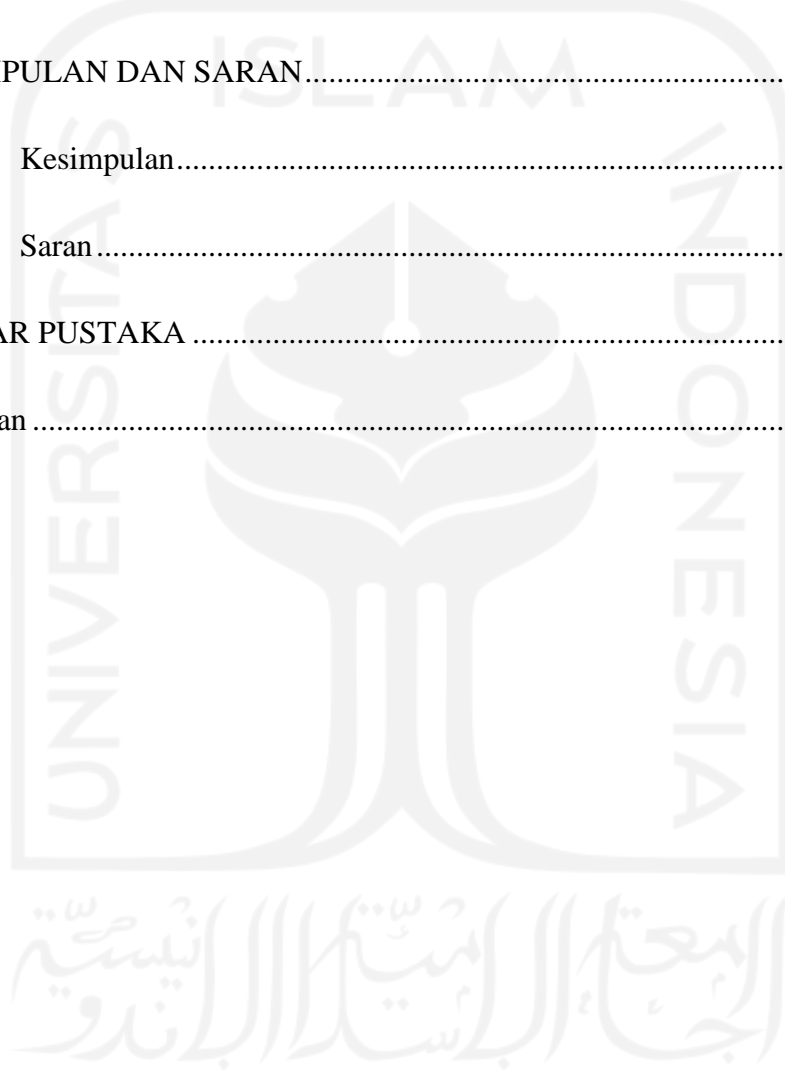 ISLAM
UNIVERSITAS
INDONESIA
PULAN DAN SARAN........................................................
Kesimpulan........................................................................
Saran..................................................................................
AR PUSTAKA......................................................................
an..........................................................................................